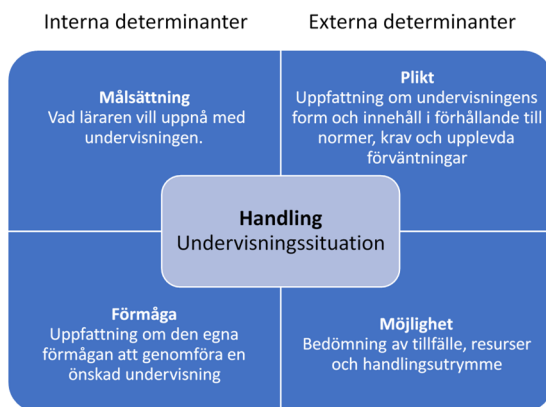 Interna determinanter
Externa determinanter
Målsättning
Vad läraren vill uppnå med
undervisningen.
Plikt
Uppfattning om undervisningens
form och innehåll i förhållande till
normer, krav och upplevda
förväntningar
Handling
Undervisningssituation
Förmåga
Uppfattning om den egna
förmågan att genomföra en
önskad undervisning
Möjlighet
Bedömning av tillfälle, resurser
och handlingsutrymme